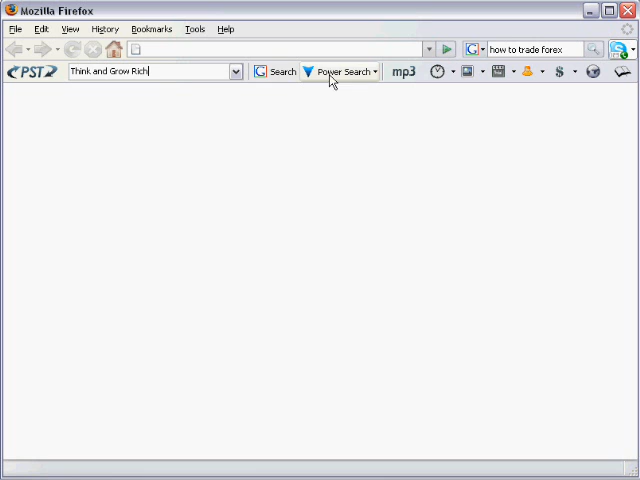 Mozilla Firefox
File Edit View History Bookmarks Tools Help
how to trade forex
PST Think and Grow Rich Search Power Search mp3 $